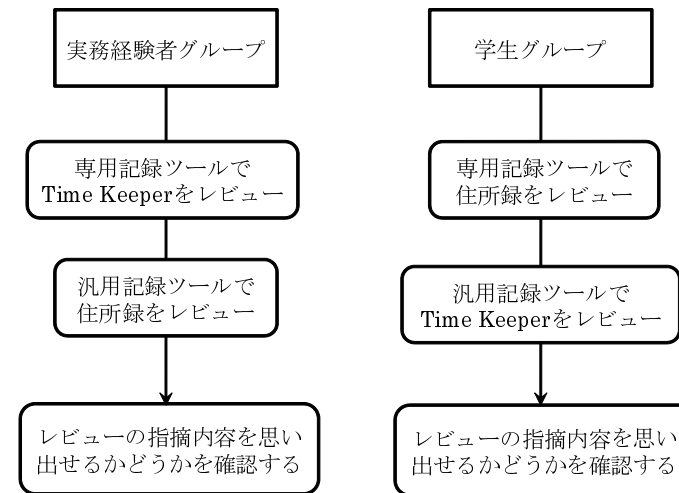 実務経験者グループ
専用記録ツールで
Time Keeperをレビュー
汎用記録ツールで
住所録をレビュー
レビューの指摘内容を思い
出せるかどうかを確認する
学生グループ
専用記録ツールで
住所録をレビュー
汎用記録ツールで
Time Keeperをレビュー
レビューの指摘内容を思い
出せるかどうかを確認する